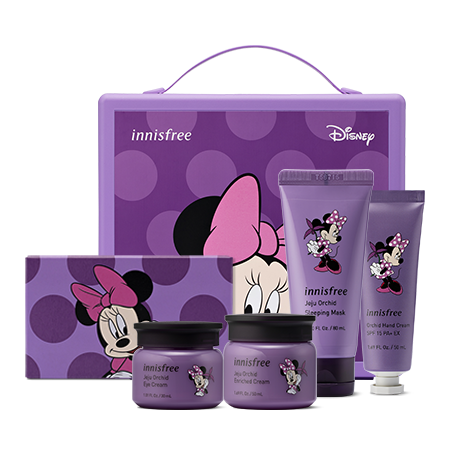 innisfree
Disney
innisfree
Jeju Orchid
Sleeping Mask
innisfree
Orchid Hand Cream
innisfree
Jeju Orchid
Eye Cream
innisfree
Jeju Orchid
Enriched Cream